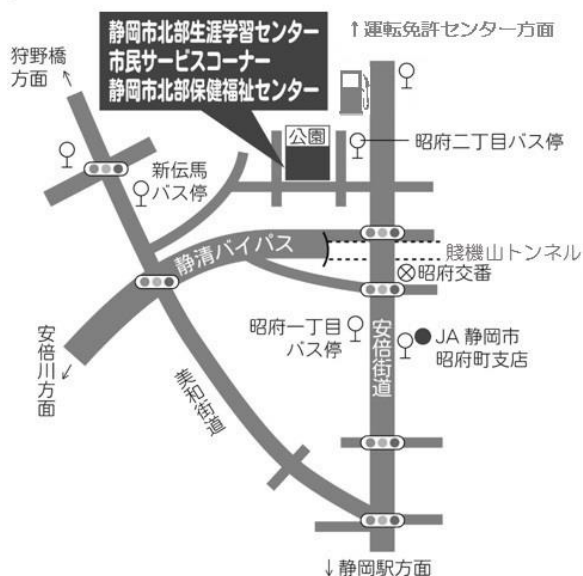 静岡市北部生涯学習センター
市民サービスコーナー
静岡市北部保健福祉センター
↑運転免許センター方面
狩野橋
方面
公園
昭府二丁目バス停
新伝馬
バス停
静清バイパス
賤機山トンネル
昭府交番
安倍川方面
昭府一丁目
バス停
安倍街道
JA 静岡市
昭府町支店
美和街道
↓静岡駅方面